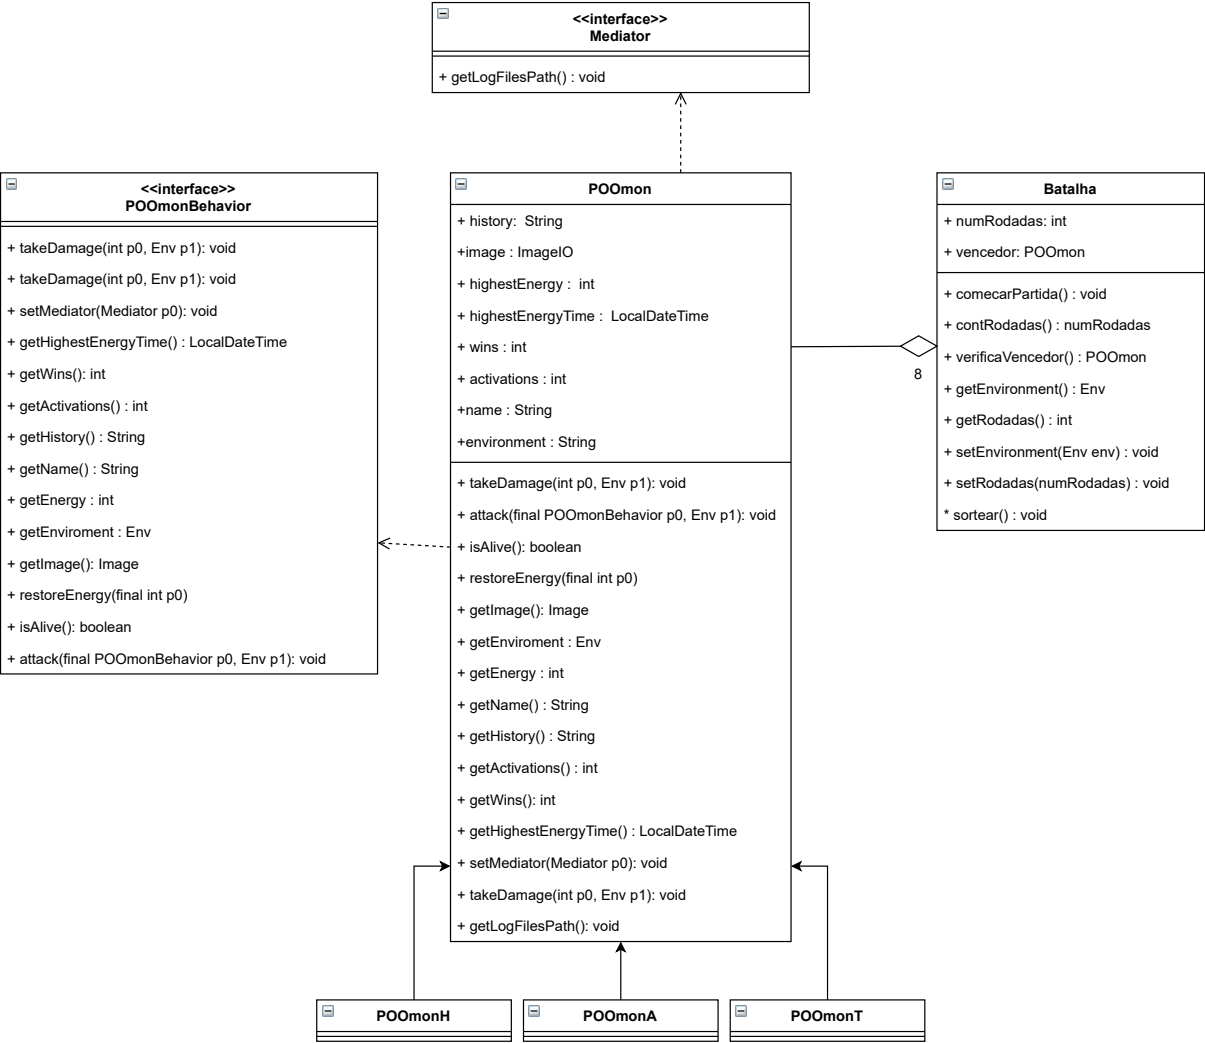 <<interface>>
Mediator
+ getLogFilesPath() : void
<<interface>>
POOmonBehavior
+ takeDamage(int p0, Env p1): void
+ takeDamage(int p0, Env p1): void
+ setMediator(Mediator p0): void
+ getHighestEnergyTime() : LocalDateTime
+ getWins(): int
+ getActivations() : int
+ getHistory() : String
+ getName() : String
+ getEnergy : int
+ getEnviroment : Env
+ getImage(): Image
+ restoreEnergy(final int p0)
+ isAlive(): boolean
+ attack(final POOmonBehavior p0, Env p1): void
POOmon
+ history:  String
+image : ImageIO
+ highestEnergy :  int
+ highestEnergyTime :  LocalDateTime
+ wins : int
+ activations : int
+name : String
+environment : String
+ takeDamage(int p0, Env p1): void
+ attack(final POOmonBehavior p0, Env p1): void
+ isAlive(): boolean
+ restoreEnergy(final int p0)
+ getImage(): Image
+ getEnviroment : Env
+ getEnergy : int
+ getName() : String
+ getHistory() : String
+ getActivations() : int
+ getWins(): int
+ getHighestEnergyTime() : LocalDateTime
+ setMediator(Mediator p0): void
+ takeDamage(int p0, Env p1): void
+ getLogFilesPath(): void
8
Batalha
+ numRodadas: int
+ vencedor: POOmon
+ comecarPartida() : void
+ contRodadas() : numRodadas
+ verificaVencedor() : POOmon
+ getEnvironment() : Env
+ getRodadas() : int
+ setEnvironment(Env env) : void
+ setRodadas(numRodadas) : void
* sortear() : void
POOmonH
POOmonA
POOmonT